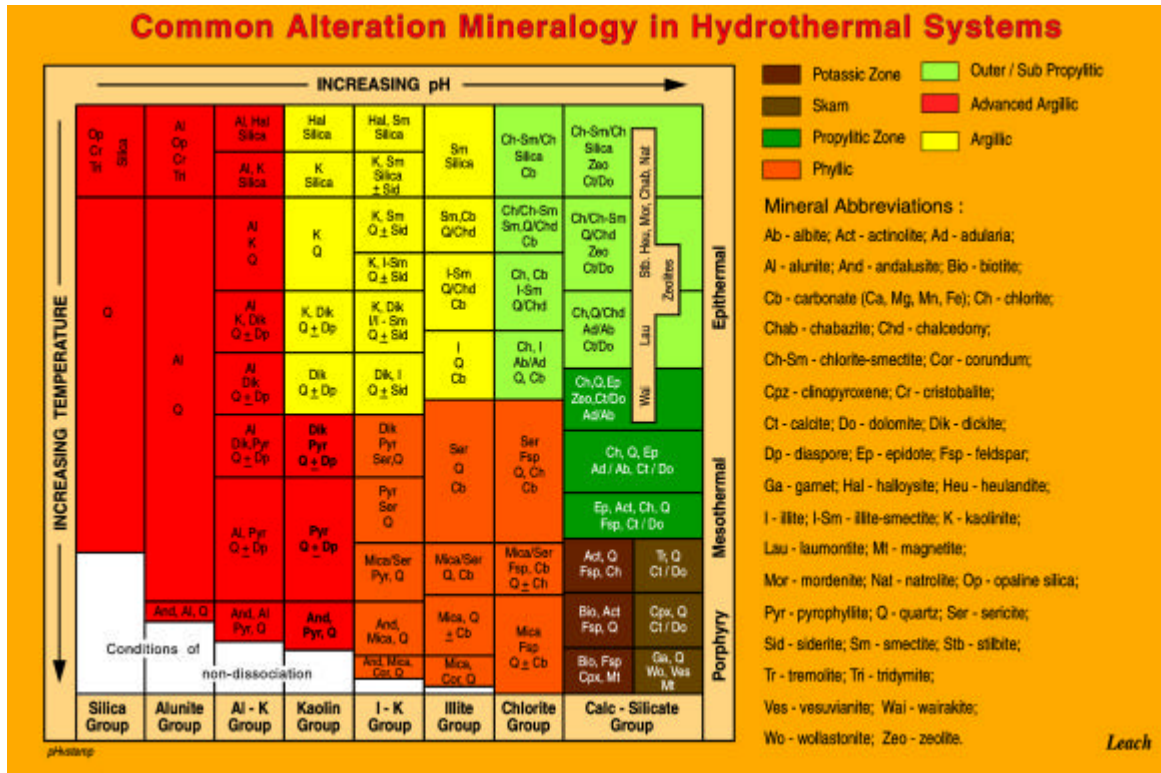 Common Alteration Mineralogy in Hydrothermal Systems
INCREASING pH
INCREASING TEMPERATURE
Op
Cr
Tri
Silica
Q
Silica
Group
Al
Op
Cr
Tri
Al
Q
And, Al, Q
Alunite
Group
Al, Hal
Silica
Al, K
Silica
Al
K
Q
Al
K, Dik
Q ± Dp
Al
Dik
Q ± Dp
Al
Dik,Pyr
Q ± Dp
Al, Pyr
Q ± Dp
And, Al
Pyr, Q
Al - K
Group
Hal
Silica
K
Silica
K
Q
K, Dik
Q ± Dp
Dik
Q ± Dp
Dik
Pyr
Q ± Dp
Pyr
Q ± Dp
And,
Pyr, Q
Kaolin
Group
Conditions of
non-dissociation
Hal, Sm
Silica
K, Sm
Silica
± Sid
K, Sm
Q ± Sid
K, I-Sm
Q ± Sid
K, Dik
I/I - Sm
Q ± Sid
Dik, I
Q ± Sid
Dik
Pyr
Ser,Q
Pyr
Ser
Q
Mica/Ser
Pyr, Q
And,
Mica, Q
And, Mica,
Cor, Q
I - K
Group
Sm
Silica
Sm,Cb
Q/Chd
I-Sm
Q/Chd
Cb
I
Q
Cb
Ser
Q
Cb
Mica/Ser
Q, Cb
Mica, Q
± Cb
Mica,
Cor, Q
Illite
Group
Ch-Sm/Ch
Silica
Cb
Ch/Ch-Sm
Sm,Q/Chd
Cb
Ch, Cb
I-Sm
Q/Chd
Ch, I
Ab/Ad
Q, Cb
Ser
Fsp
Q, Ch
Cb
Mica/Ser
Fsp, Cb
Q ± Ch
Mica
Fsp
Q ± Cb
Chlorite
Group
Ch-Sm/Ch
Silica
Zeo
Ct/Do
Ch/Ch-Sm
Q/Chd
Zeo
Ct/Do
Ch,Q/Chd
Ad/Ab
Ct/Do
Ch,Q, Ep
Zeo,Ct/Do
Ad/Ab
Ch, Q, Ep
Ad / Ab, Ct / Do
Ep, Act, Ch, Q
Fsp, Ct / Do
Act, Q
Fsp, Ch
Tr, Q
Ct / Do
Bio, Act
Fsp, Q
Cpx, Q
Ct / Do
Bio, Fsp
Cpx, Mt
Ga, Q
Wo, Ves
Mt
Calc - Silicate
Group
Wai Lau Stb, Heu, Mor, Chab, Nat
Zeolites
Epithermal
Mesothermal
Porphyry
Potassic Zone
Skarn
Propylitic Zone
Phyllic
Outer / Sub Propylitic
Advanced Argillic
Argillic
Mineral Abbreviations :
Ab - albite; Act - actinolite; Ad - adularia;
Al - alunite; And - andalusite; Bio - biotite;
Cb - carbonate (Ca, Mg, Mn, Fe); Ch - chlorite;
Chab - chabazite; Chd - chalcedony;
Ch-Sm - chlorite-smectite; Cor - corundum;
Cpz - clinopyroxene; Cr - cristobalite;
Ct - calcite; Do - dolomite; Dik - dickite;
Dp - diaspore; Ep - epidote; Fsp - feldspar;
Ga - garnet; Hal - halloysite; Heu - heulandite;
I - illite; I-Sm - illite-smectite; K - kaolinite;
Lau - laumontite; Mt - magnetite;
Mor - mordenite; Nat - natrolite; Op - opaline silica;
Pyr - pyrophyllite; Q - quartz; Ser - sericite;
Sid - siderite; Sm - smectite; Stb - stilbite;
Tr - tremolite; Tri - tridymite;
Ves - vesuvianite; Wai - wairakite;
Wo - wollastonite; Zeo - zeolite.
Leach